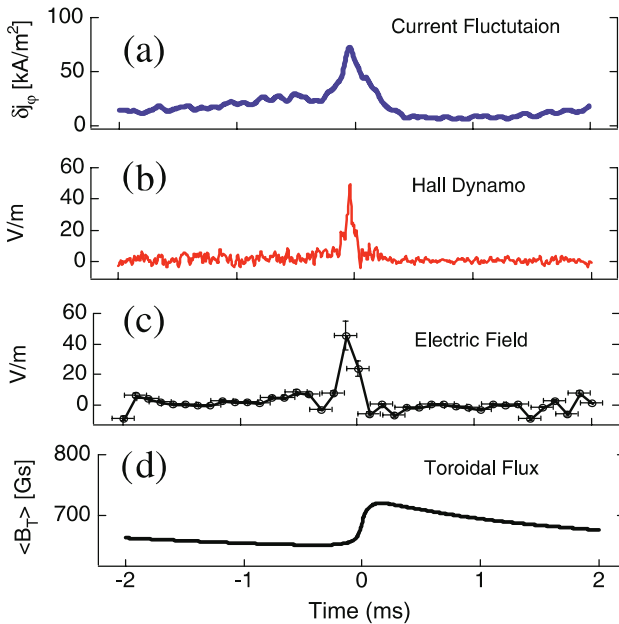 100
50
0
δjφ [kA/m²]
(a)
Current Fluctutaion
60
40
20
0
V/m
(b)
Hall Dynamo
60
40
20
0
V/m
(c)
Electric Field
800
700
<B_T> [Gs]
(d)
Toroidal Flux
-2 -1 0 1 2
Time (ms)